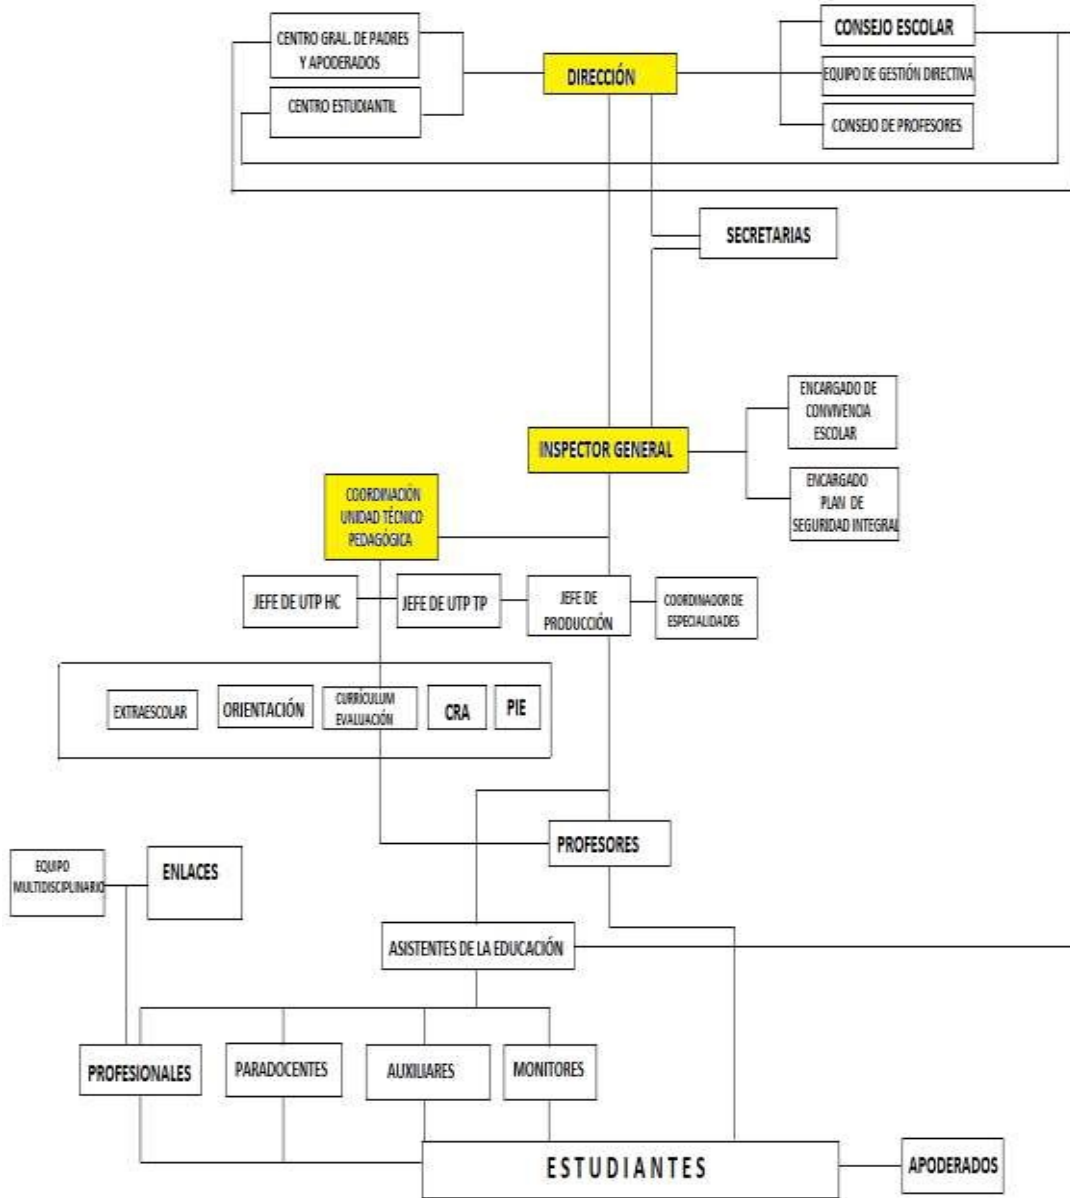 CENTRO GRAL. DE PADRES
Y APODERADOS
CENTRO ESTUDIANTIL
DIRECCIÓN
CONSEJO ESCOLAR
EQUIPO DE GESTIÓN DIRECTIVA
CONSEJO DE PROFESORES
SECRETARIAS
ENCARGADO DE
CONVIVENCIA
ESCOLAR
INSPECTOR GENERAL
ENCARGADO
PLAN DE
SEGURIDAD INTEGRAL
COORDINACIÓN
UNIDAD TÉCNICO
PEDAGÓGICA
JEFE DE UTP HC
JEFE DE UTP TP
JEFE DE
PRODUCCIÓN
COORDINADOR DE
ESPECIALIDADES
EXTRAESCOLAR
ORIENTACIÓN
CURRÍCULUM
EVALUACIÓN
CRA
PIE
PROFESORES
EQUIPO
MULTIDISCIPLINARIO
ENLACES
ASISTENTES DE LA EDUCACIÓN
PROFESIONALES
PARADOCENTES
AUXILIARES
MONITORES
ESTUDIANTES
APODERADOS